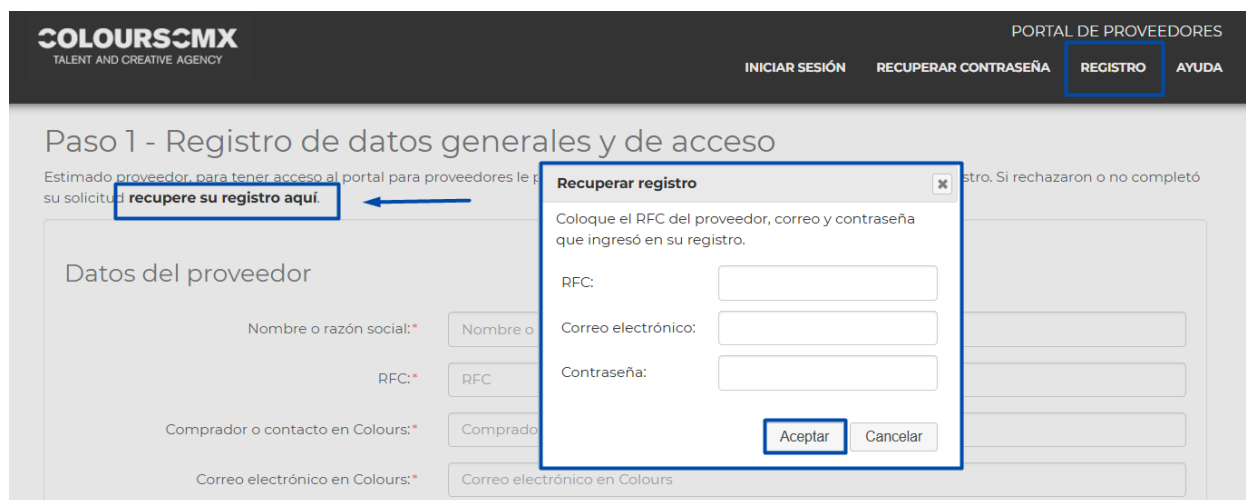 COLOURSCMX
TALENT AND CREATIVE AGENCY
PORTAL DE PROVEEDORES
INICIAR SESIÓN RECUPERAR CONTRASEÑA REGISTRO AYUDA
Paso 1 - Registro de datos generales y de acceso
Estimado proveedor, para tener acceso al portal para proveedores le stro. Si rechazaron o no completó
su solicitud recupere su registro aquí.
Recuperar registro
Coloque el RFC del proveedor, correo y contraseña
que ingresó en su registro.
RFC:
Correo electrónico:
Contraseña:
Aceptar Cancelar
Datos del proveedor
Nombre o razón social:* Nombre o
RFC:* RFC
Comprador o contacto en Colours:* Comprado
Correo electrónico en Colours:* Correo electrónico en Colours